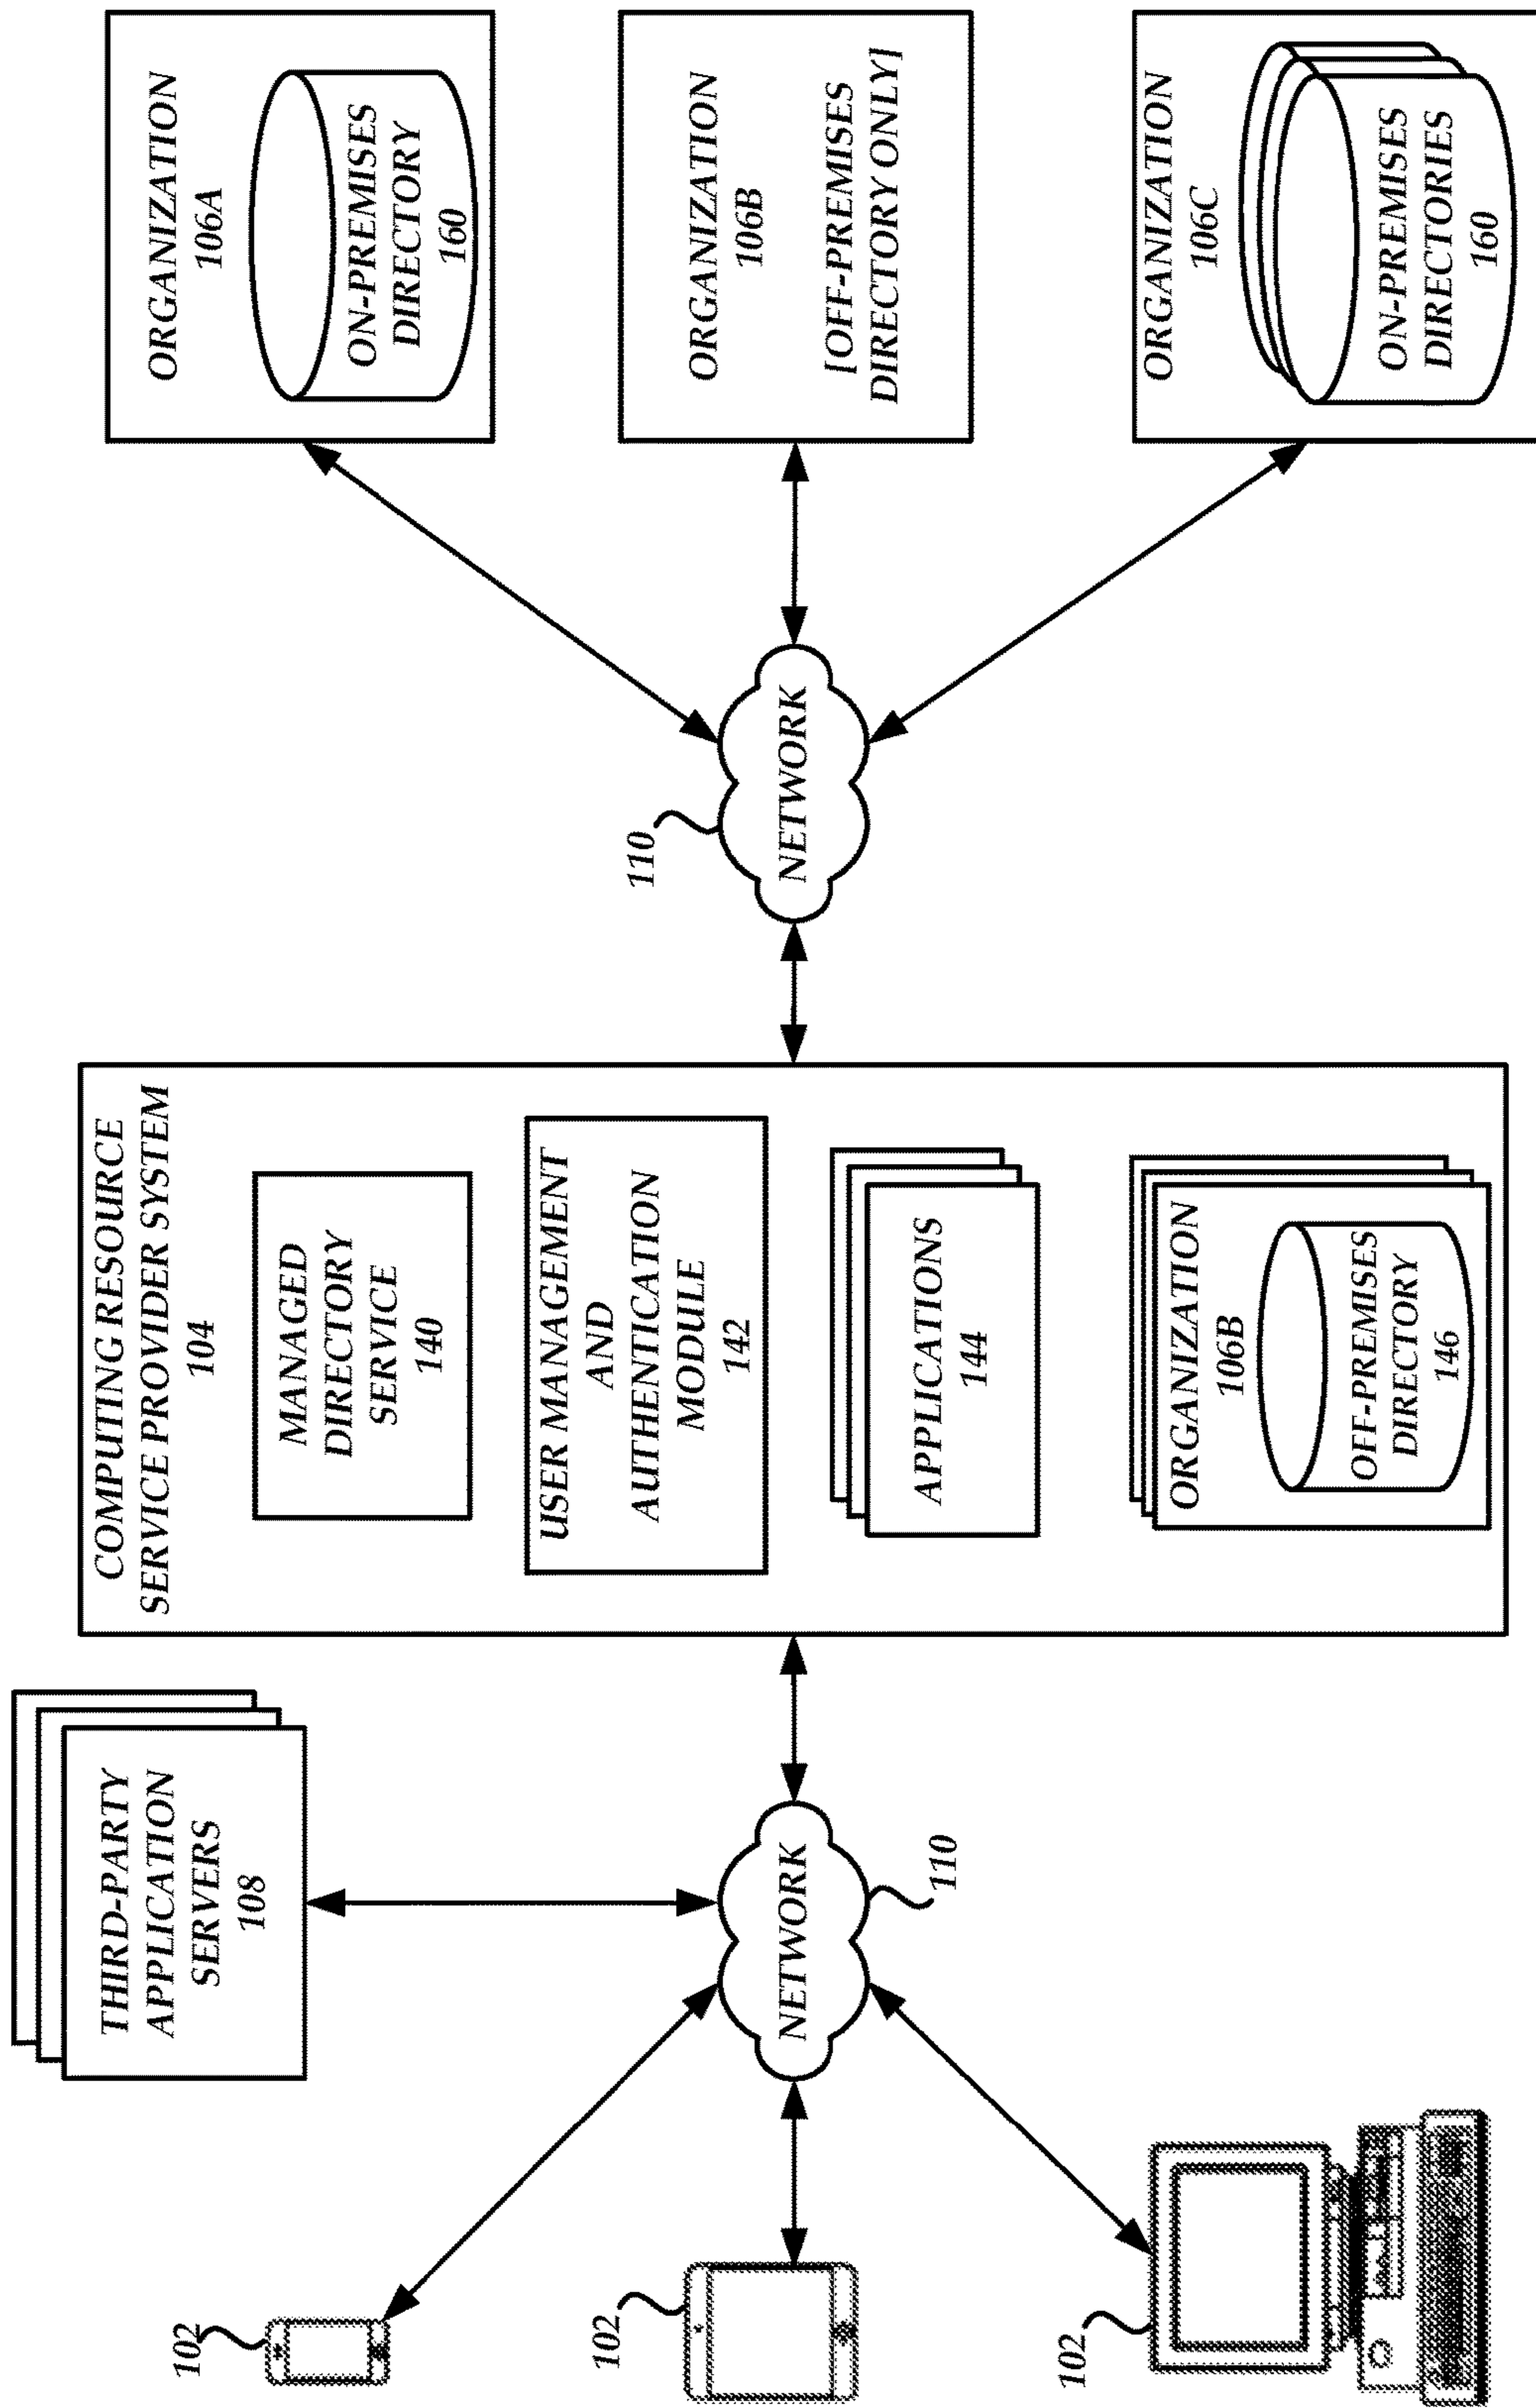 THIRD-PARTY
APPLICATION
SERVERS
108
102
102
102
NETWORK
110
COMPUTING RESOURCE
SERVICE PROVIDER SYSTEM
104
MANAGED
DIRECTORY
SERVICE
140
USER MANAGEMENT
AND
AUTHENTICATION
MODULE
142
APPLICATIONS
144
ORGANIZATION
106B
OFF-PREMISES
DIRECTORY
146
110
NETWORK
ORGANIZATION
106A
ON-PREMISES
DIRECTORY
160
ORGANIZATION
106B
[OFF-PREMISES
DIRECTORY ONLY]
ORGANIZATION
106C
ON-PREMISES
DIRECTORIES
160